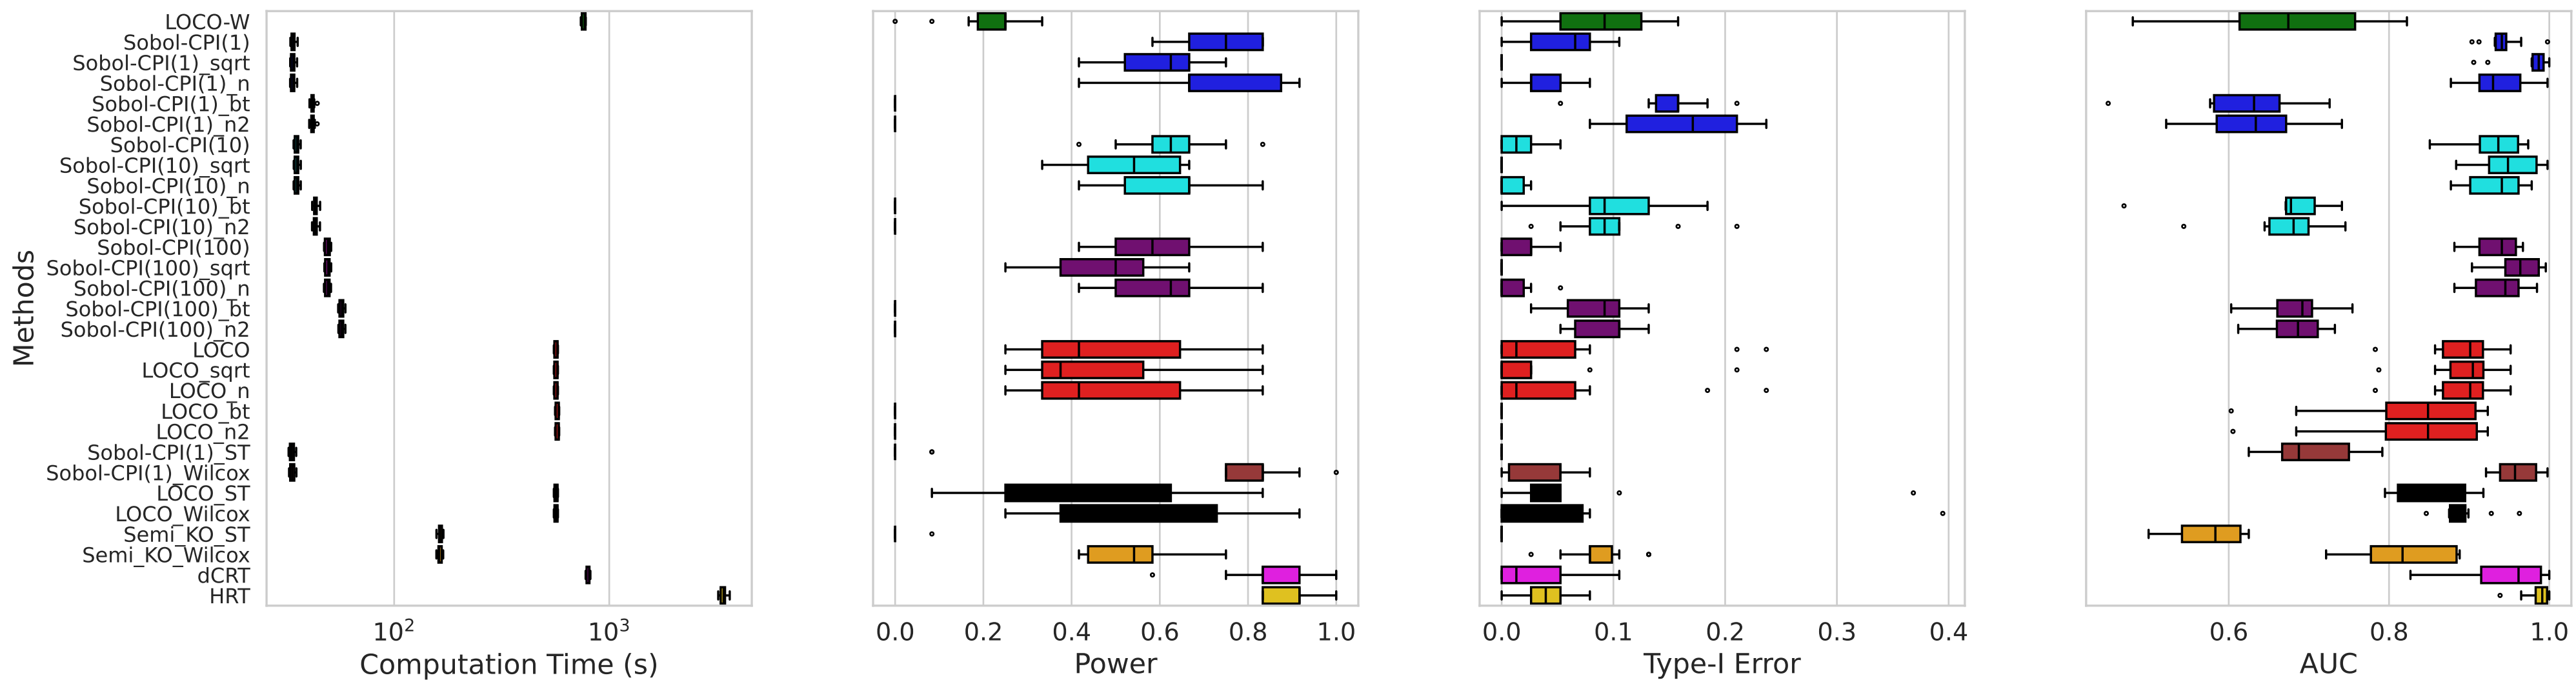 Methods
LOCO-W
Sobol-CPI(1)
Sobol-CPI(1)_sqrt
Sobol-CPI(1)_n
Sobol-CPI(1)_bt
Sobol-CPI(1)_n2
Sobol-CPI(10)
Sobol-CPI(10)_sqrt
Sobol-CPI(10)_n
Sobol-CPI(10)_bt
Sobol-CPI(10)_n2
Sobol-CPI(100)
Sobol-CPI(100)_sqrt
Sobol-CPI(100)_n
Sobol-CPI(100)_bt
Sobol-CPI(100)_n2
LOCO
LOCO_sqrt
LOCO_n
LOCO_bt
LOCO_n2
Sobol-CPI(1)_ST
Sobol-CPI(1)_Wilcox
LOCO_ST
LOCO_Wilcox
Semi_KO_ST
Semi_KO_Wilcox
dCRT
HRT
10² 10³
Computation Time (s)
0.0 0.2 0.4 0.6 0.8 1.0
Power
0.0 0.1 0.2 0.3 0.4
Type-I Error
0.6 0.8 1.0
AUC